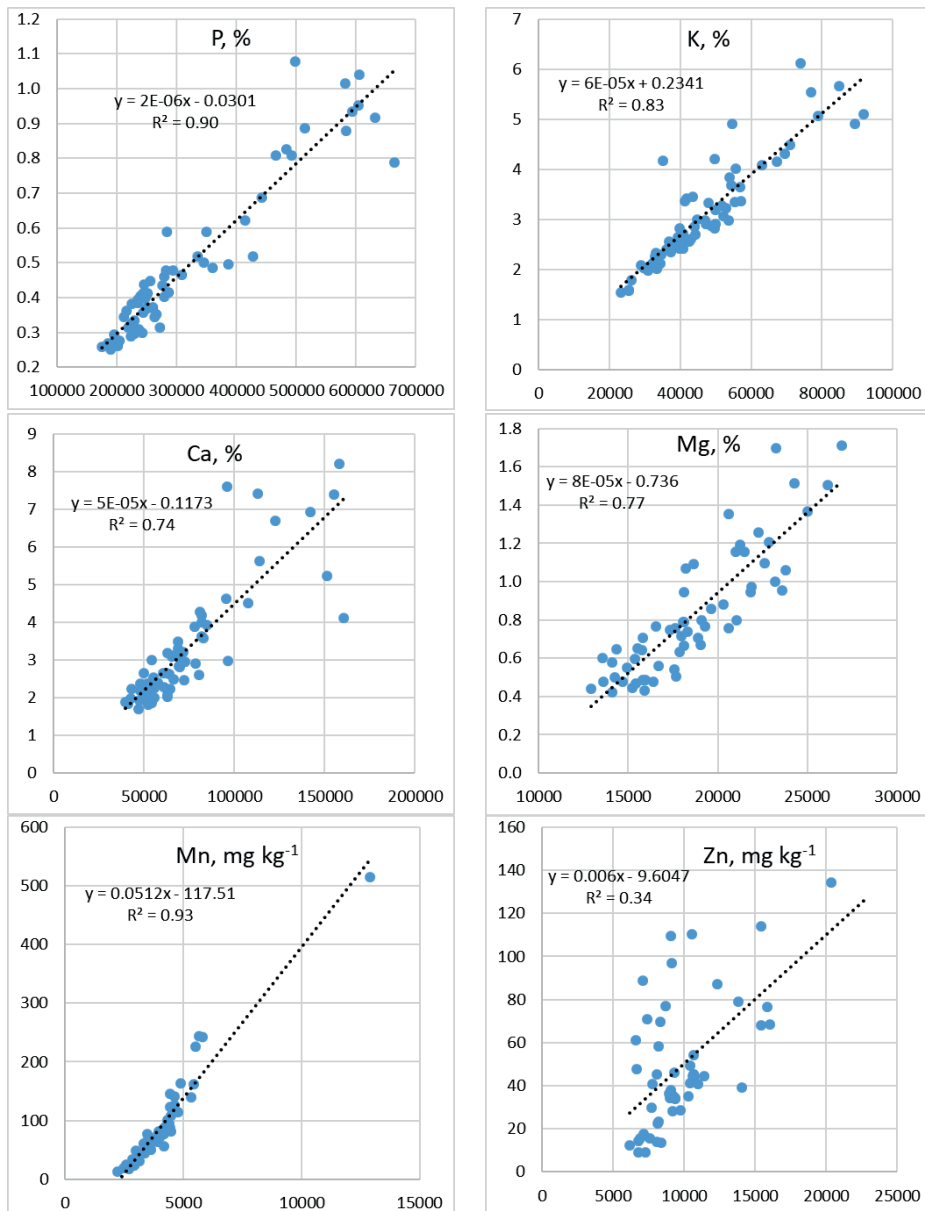 P, %
y = 2E-06x - 0.0301
R² = 0.90
1.2
1.1
1.0
0.9
0.8
0.7
0.6
0.5
0.4
0.3
0.2
100000 200000 300000 400000 500000 600000 700000
K, %
y = 6E-05x + 0.2341
R² = 0.83
7
6
5
4
3
2
1
0
0 20000 40000 60000 80000 100000
Ca, %
y = 5E-05x - 0.1173
R² = 0.74
9
8
7
6
5
4
3
2
1
0
0 50000 100000 150000 200000
Mg, %
y = 8E-05x - 0.736
R² = 0.77
1.8
1.6
1.4
1.2
1.0
0.8
0.6
0.4
0.2
0.0
10000 15000 20000 25000 30000
Mn, mg kg⁻¹
y = 0.0512x - 117.51
R² = 0.93
600
500
400
300
200
100
0
0 5000 10000 15000
Zn, mg kg⁻¹
y = 0.006x - 9.6047
R² = 0.34
160
140
120
100
80
60
40
20
0
0 5000 10000 15000 20000 25000